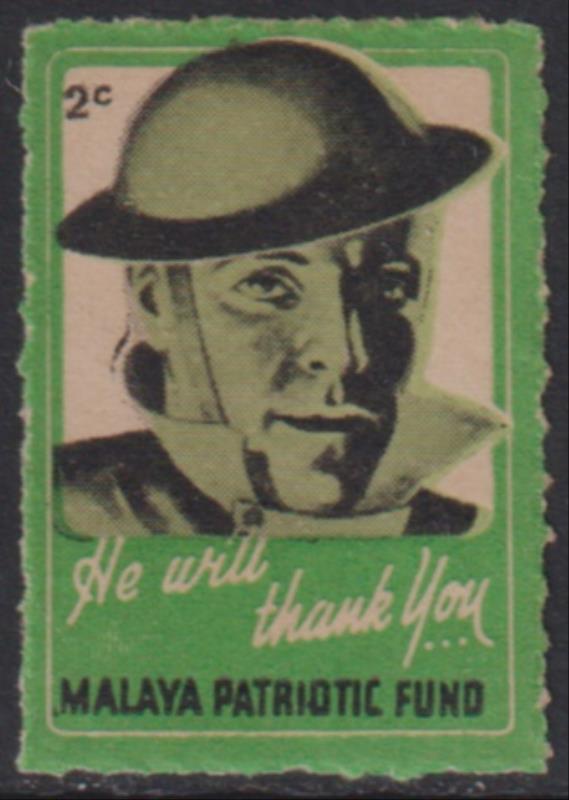 2c
He will
thank You...
MALAYA PATRIOTIC FUND